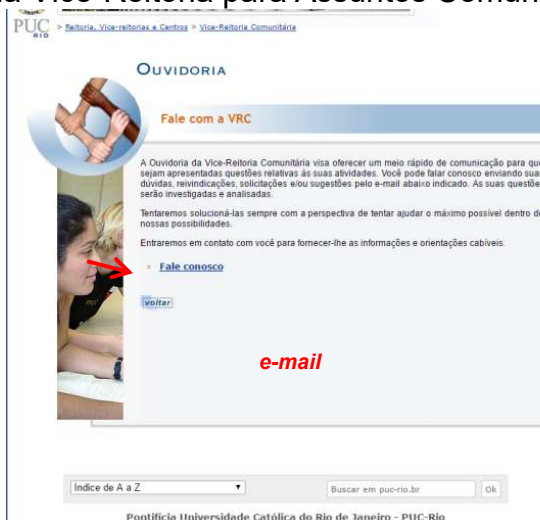 Vice-Reitoria para Assuntos Comun
PUC
RIO
> Reitoria, Vice-reitorias e Centros > Vice-Reitoria Comunitária
OUVIDORIA
Fale com a VRC
A Ouvidoria da Vice-Reitoria Comunitária visa oferecer um meio rápido de comunicação para que
sejam apresentadas questões relativas às suas atividades. Você pode falar conosco enviando suas
dúvidas, reivindicações, solicitações e/ou sugestões pelo e-mail abaixo indicado. As suas questões
serão investigadas e analisadas.
Tentaremos solucioná-las sempre com a perspectiva de tentar ajudar o máximo possível dentro de
nossas possibilidades.
Entraremos em contato com você para fornecer-lhe as informações e orientações cabíveis.
Fale conosco
voltar
e-mail
Índice de A a Z
Buscar em puc-rio.br
Ok
Pontifícia Universidade Católica do Rio de Janeiro - PUC-Rio